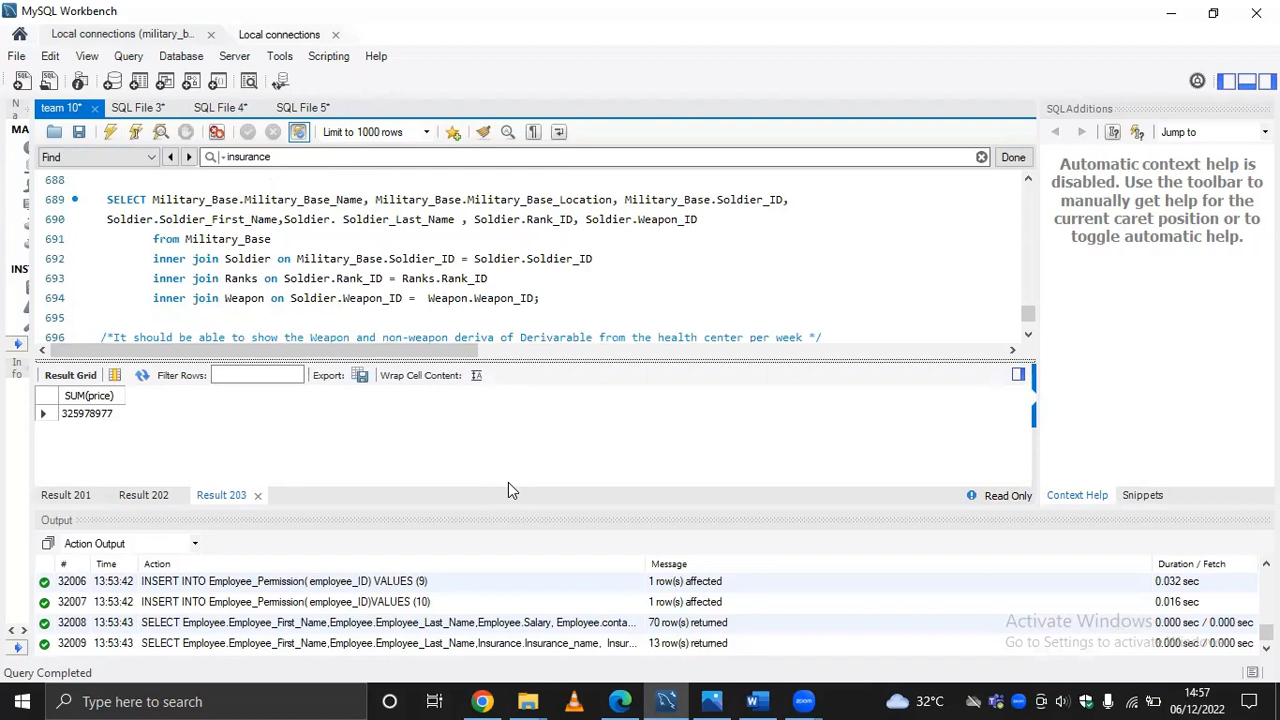 MySQL Workbench
Local connections (military_b...
Local connections
File Edit View Query Database Server Tools Scripting Help
N
a
MA
INS
In
fo
team 10*
SQL File 3*
SQL File 4*
SQL File 5*
Limit to 1000 rows
Find
insurance
Done
688
689 SELECT Military_Base.Military_Base_Name, Military_Base.Military_Base_Location, Military_Base.Soldier_ID,
690 Soldier.Soldier_First_Name,Soldier. Soldier_Last_Name , Soldier.Rank_ID, Soldier.Weapon_ID
691 from Military_Base
692 inner join Soldier on Military_Base.Soldier_ID = Soldier.Soldier_ID
693 inner join Ranks on Soldier.Rank_ID = Ranks.Rank_ID
694 inner join Weapon on Soldier.Weapon_ID = Weapon.Weapon_ID;
695
696 /*It should be able to show the Weapon and non-weapon deriva of Derivarable from the health center per week */
Result Grid
Filter Rows:
Export:
Wrap Cell Content:
SUM(price)
325978977
Result 201
Result 202
Result 203
Read Only
SQLAdditions
Jump to
Automatic context help is
disabled. Use the toolbar to
manually get help for the
current caret position or to
toggle automatic help.
Context Help
Snippets
Output
Action Output
# Time Action Message Duration / Fetch
32006 13:53:42 INSERT INTO Employee_Permission( employee_ID) VALUES (9) 1 row(s) affected 0.032 sec
32007 13:53:42 INSERT INTO Employee_Permission( employee_ID)VALUES (10) 1 row(s) affected 0.016 sec
32008 13:53:43 SELECT Employee.Employee_First_Name,Employee.Employee_Last_Name,Employee.Salary, Employee.conta... 70 row(s) returned 0.000 sec / 0.000 sec
32009 13:53:43 SELECT Employee.Employee_First_Name,Employee.Employee_Last_Name,Insurance.Insurance_name, Insur... 13 row(s) returned 0.000 sec / 0.000 sec
Activate Windows
Go to Settings to activate Windows.
Query Completed
Type here to search
32°C
14:57
06/12/2022